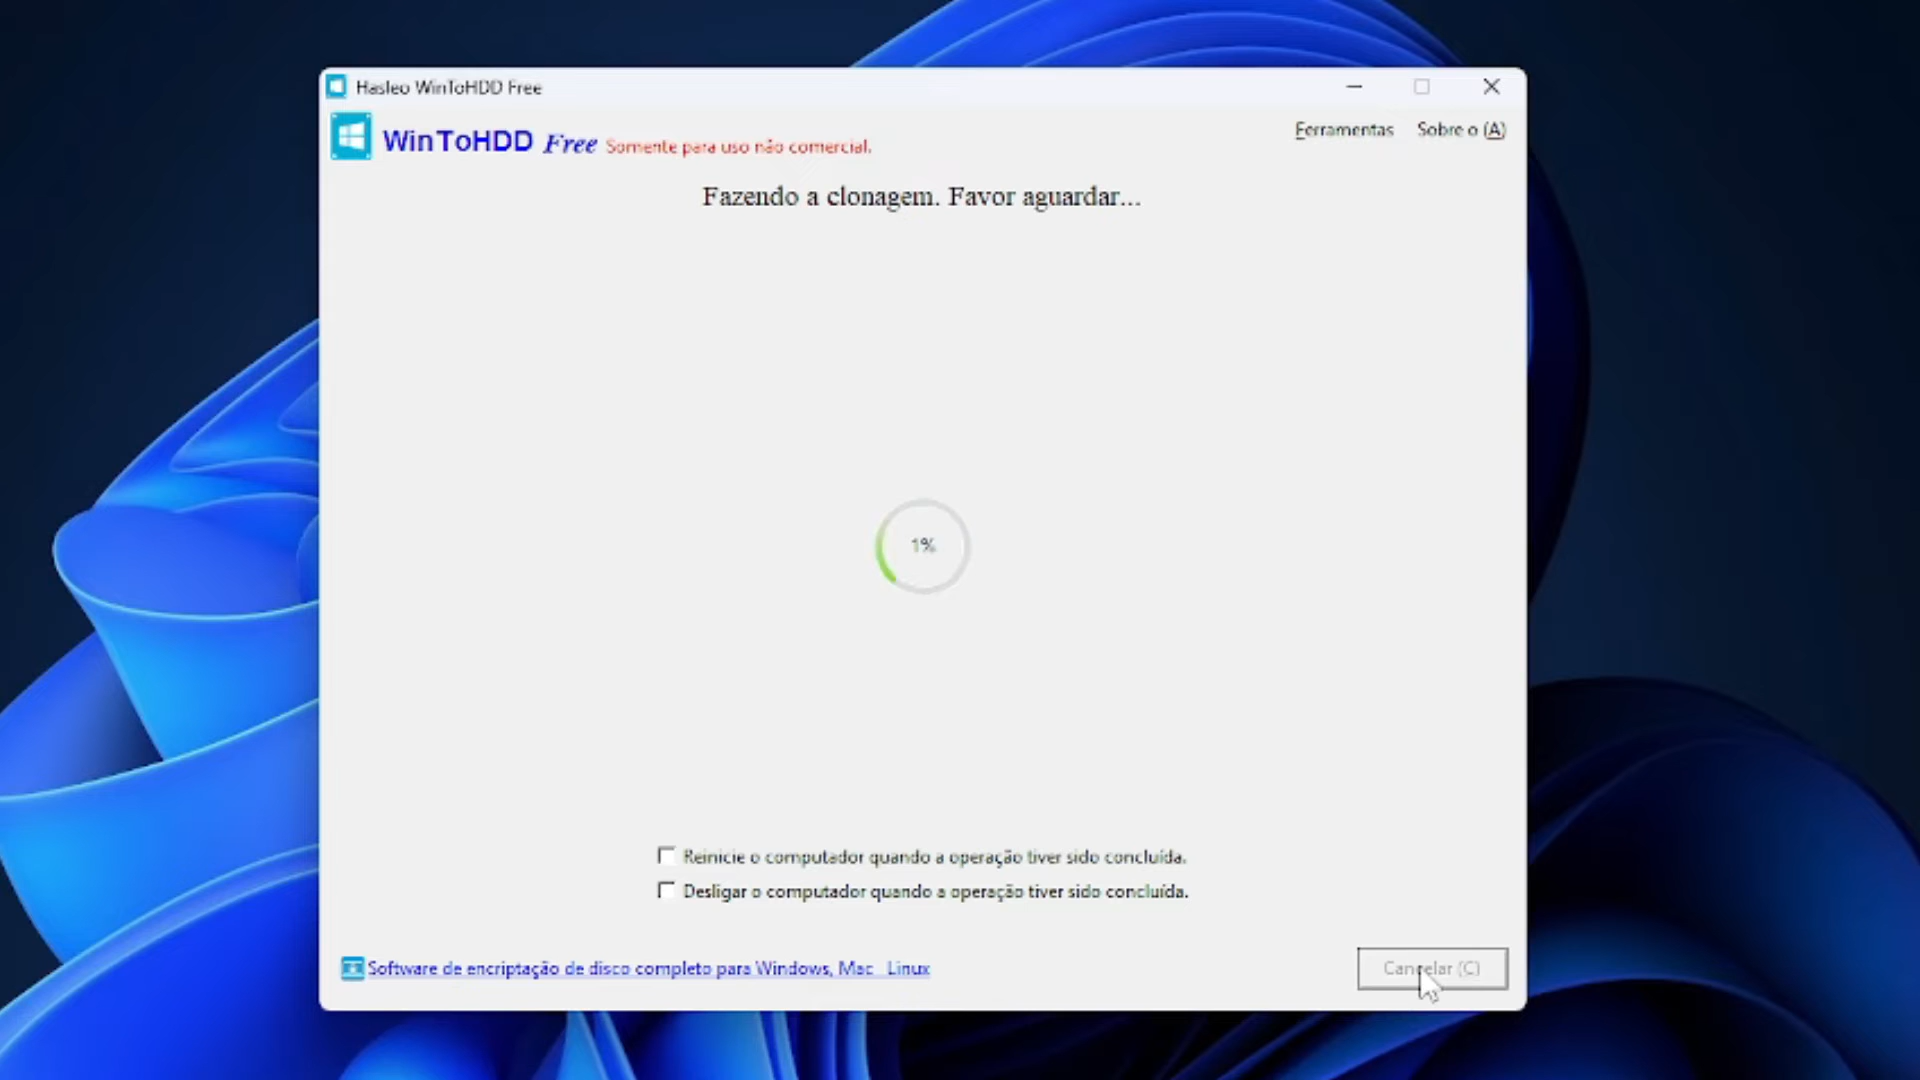 Hasleo WinToHDD Free
WinToHDD Free Somente para uso não comercial.
Ferramentas Sobre o (A)
Fazendo a clonagem. Favor aguardar...
1%
Reinicie o computador quando a operação tiver sido concluída.
Desligar o computador quando a operação tiver sido concluída.
Software de encriptação de disco completo para Windows, Mac Linux
Cancelar (C)